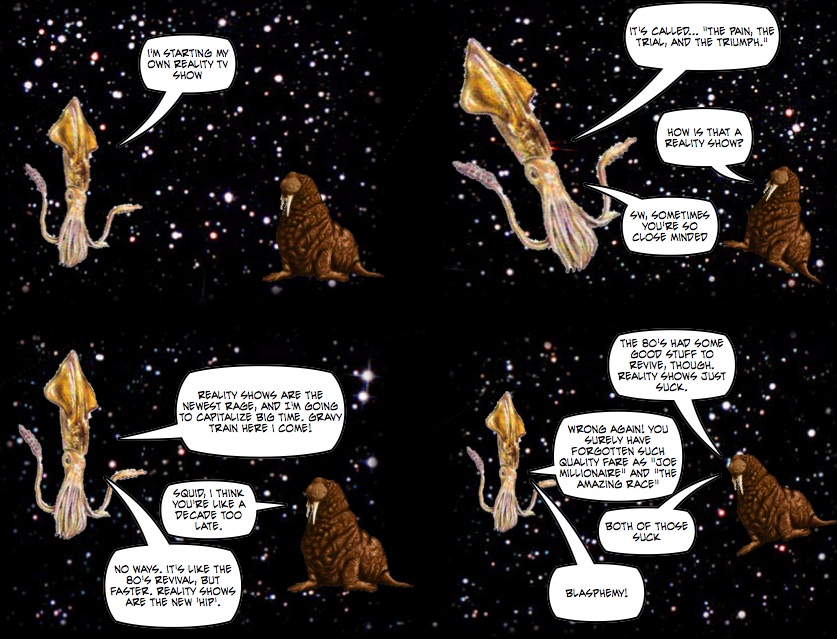 I'M STARTING MY
OWN REALITY TV
SHOW
IT'S CALLED... "THE PAIN, THE
TRIAL, AND THE TRIUMPH."
HOW IS THAT A
REALITY SHOW?
SW, SOMETIMES
YOU'RE SO
CLOSE MINDED
REALITY SHOWS ARE THE
NEWEST RAGE, AND I'M GOING
TO CAPITALIZE BIG TIME. GRAVY
TRAIN HERE I COME!
SQUID, I THINK
YOU'RE LIKE A
DECADE TOO
LATE.
NO WAYS. IT'S LIKE THE
80'S REVIVAL, BUT
FASTER. REALITY SHOWS
ARE THE NEW 'HIP'.
THE 80'S HAD SOME
GOOD STUFF TO
REVIVE, THOUGH.
REALITY SHOWS JUST
SUCK.
WRONG AGAIN! YOU
SURELY HAVE
FORGOTTEN SUCH
QUALITY FARE AS "JOE
MILLIONAIRE" AND "THE
AMAZING RACE"
BOTH OF THOSE
SUCK
BLASPHEMY!